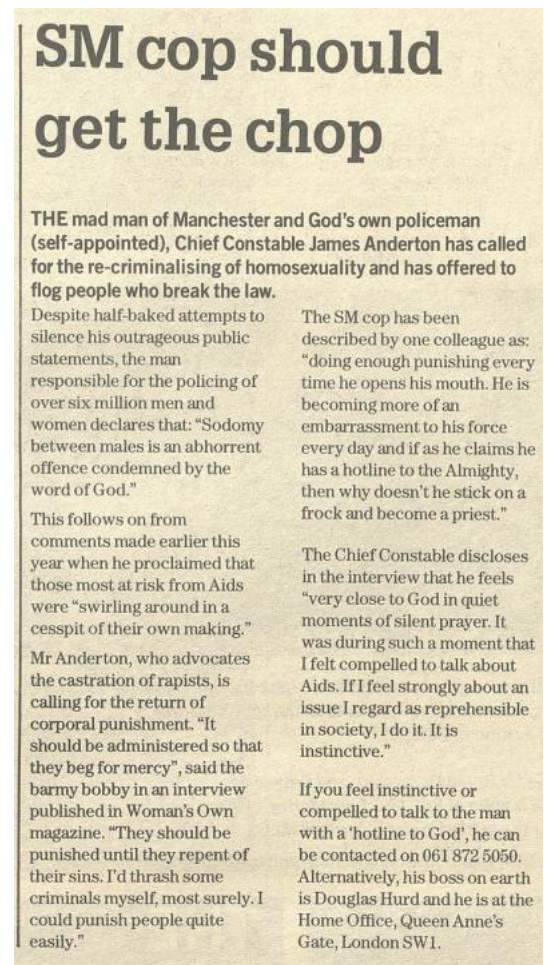 SM cop should
get the chop
THE mad man of Manchester and God's own policeman
(self-appointed), Chief Constable James Anderton has called
for the re-criminalising of homosexuality and has offered to
flog people who break the law.
Despite half-baked attempts to
silence his outrageous public
statements, the man
responsible for the policing of
over six million men and
women declares that: “Sodomy
between males is an abhorrent
offence condemned by the
word of God.”
This follows on from
comments made earlier this
year when he proclaimed that
those most at risk from Aids
were “swirling around in a
cesspit of their own making.”
Mr Anderton, who advocates
the castration of rapists, is
calling for the return of
corporal punishment. “It
should be administered so that
they beg for mercy”, said the
barmy bobby in an interview
published in Woman's Own
magazine. “They should be
punished until they repent of
their sins. I'd thrash some
criminals myself, most surely. I
could punish people quite
easily.”
The SM cop has been
described by one colleague as:
“doing enough punishing every
time he opens his mouth. He is
becoming more of an
embarrassment to his force
every day and if as he claims he
has a hotline to the Almighty,
then why doesn't he stick on a
frock and become a priest.”
The Chief Constable discloses
in the interview that he feels
“very close to God in quiet
moments of silent prayer. It
was during such a moment that
I felt compelled to talk about
Aids. If I feel strongly about an
issue I regard as reprehensible
in society, I do it. It is
instinctive.”
If you feel instinctive or
compelled to talk to the man
with a ‘hotline to God’, he can
be contacted on 061 872 5050.
Alternatively, his boss on earth
is Douglas Hurd and he is at the
Home Office, Queen Anne's
Gate, London SW1.